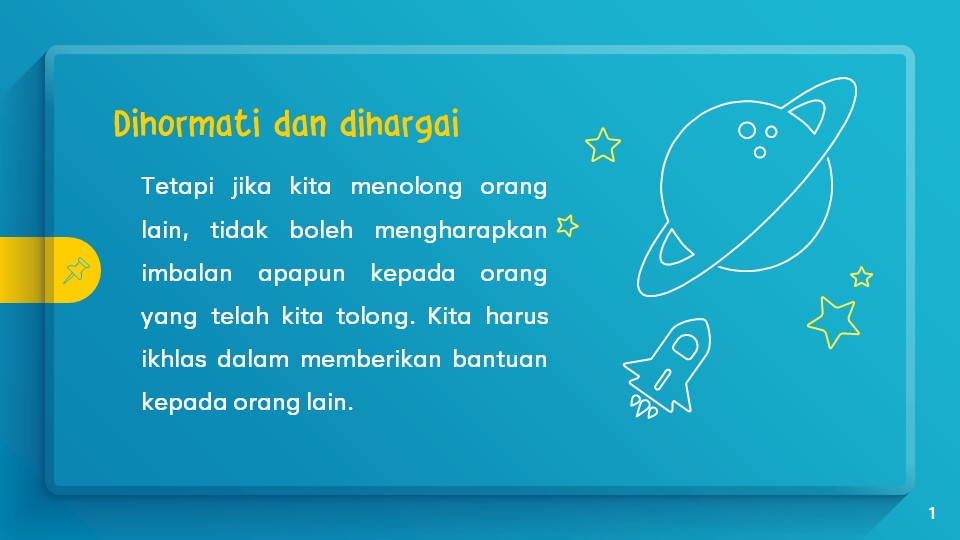 Dihormati dan dihargai
Tetapi jika kita menolong orang
lain, tidak boleh mengharapkan
imbalan apapun kepada orang
yang telah kita tolong. Kita harus
ikhlas dalam memberikan bantuan
kepada orang lain.
1